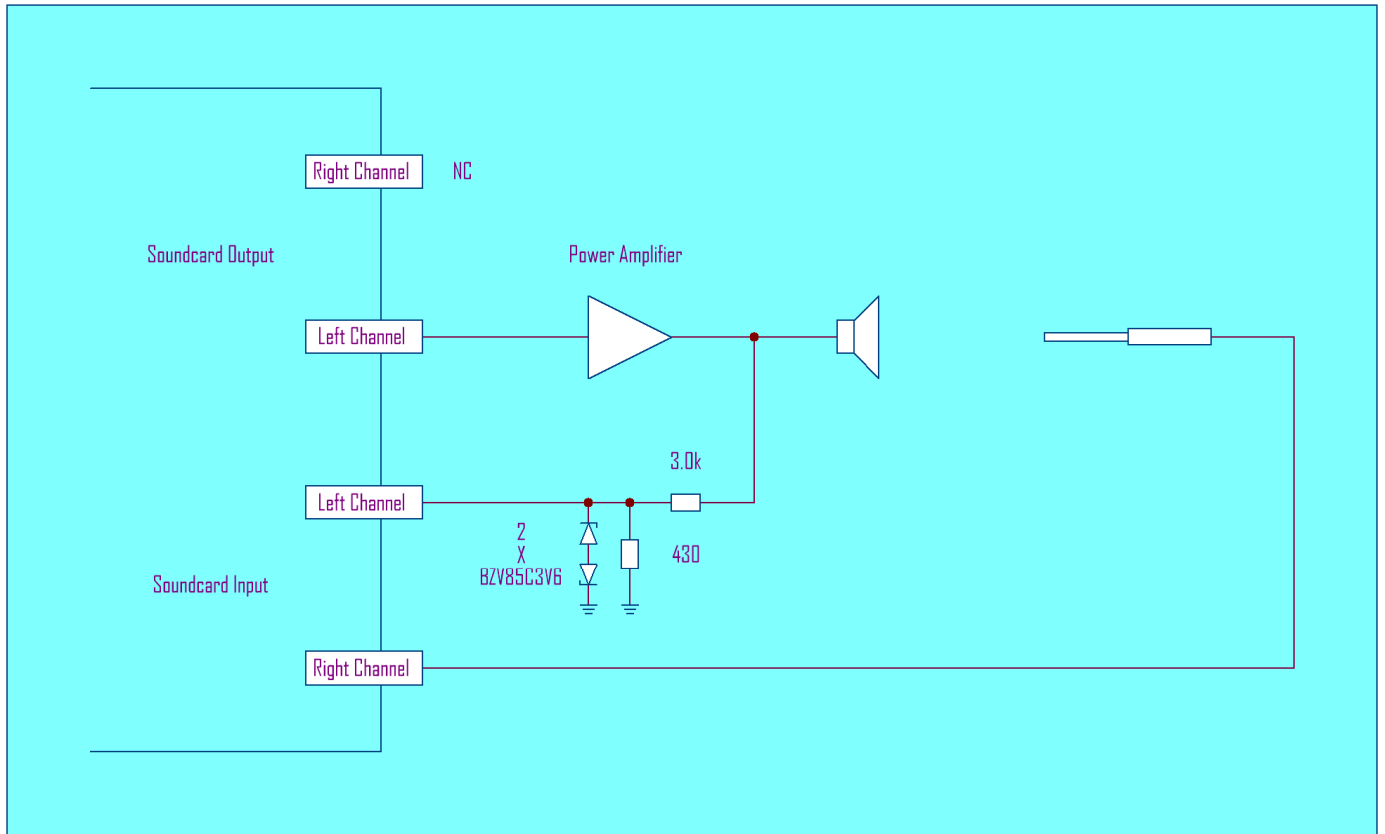 Right Channel
NC
Soundcard Output
Power Amplifier
Left Channel
3.0k
Left Channel
2
X
BZV85C3V6
430
Soundcard Input
Right Channel